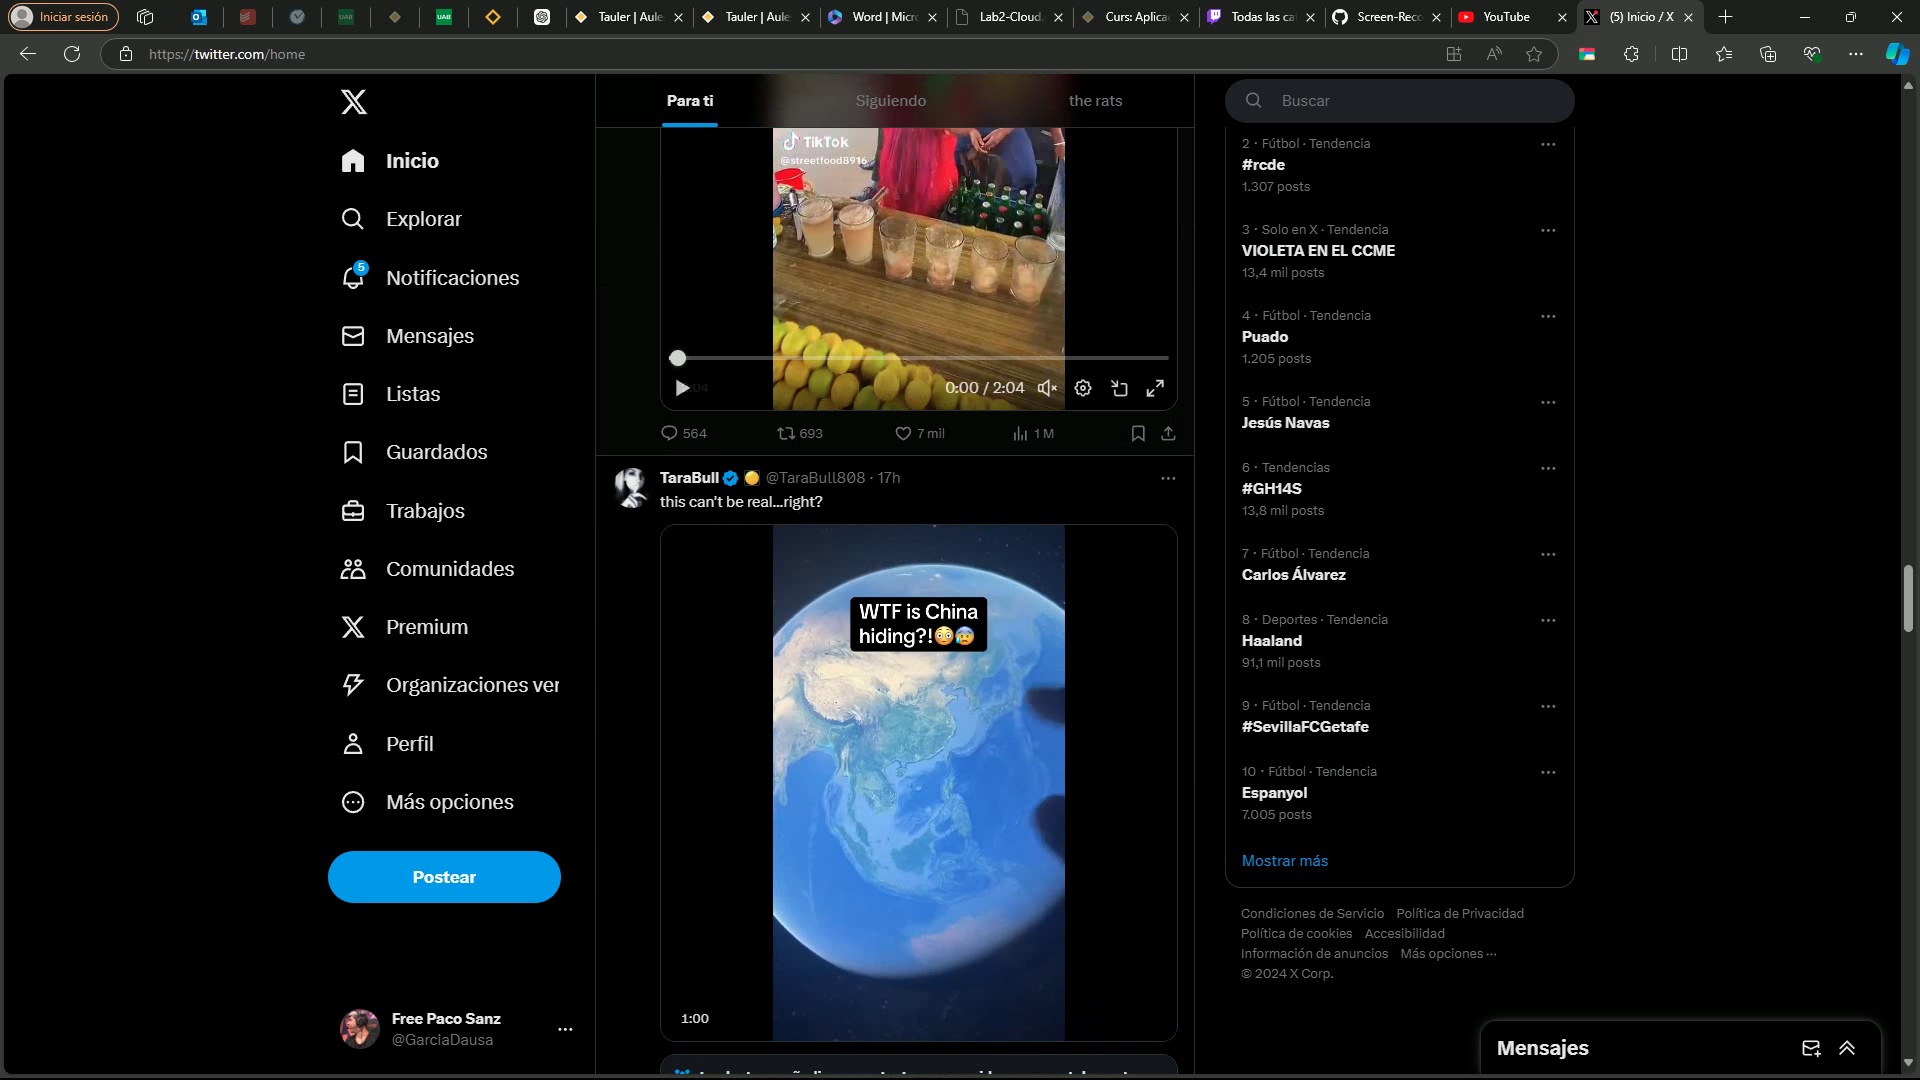 Iniciar sesión
Tauler | Aule
Tauler | Aule
Word | Micr
Lab2-Cloud
Curs: Aplica
Todas las ca
Screen-Reco
YouTube
(5) Inicio / X
https://twitter.com/home
Inicio
Explorar
5
Notificaciones
Mensajes
Listas
Guardados
Trabajos
Comunidades
Premium
Organizaciones ver
Perfil
Más opciones
Postear
Free Paco Sanz
@GarciaDausa
Para ti
Siguiendo
the rats
TikTok
@streetfood8916
0:00 / 2:04
564
693
7 mil
1 M
TaraBull @TaraBull808 · 17h
this can't be real...right?
WTF is China
hiding?!😳😰
1:00
Buscar
2 · Fútbol · Tendencia
#rcde
1.307 posts
3 · Solo en X · Tendencia
VIOLETA EN EL CCME
13,4 mil posts
4 · Fútbol · Tendencia
Puado
1.205 posts
5 · Fútbol · Tendencia
Jesús Navas
6 · Tendencias
#GH14S
13,8 mil posts
7 · Fútbol · Tendencia
Carlos Álvarez
8 · Deportes · Tendencia
Haaland
91,1 mil posts
9 · Fútbol · Tendencia
#SevillaFCGetafe
10 · Fútbol · Tendencia
Espanyol
7.005 posts
Mostrar más
Condiciones de Servicio Política de Privacidad
Política de cookies Accesibilidad
Información de anuncios Más opciones ···
© 2024 X Corp.
Mensajes